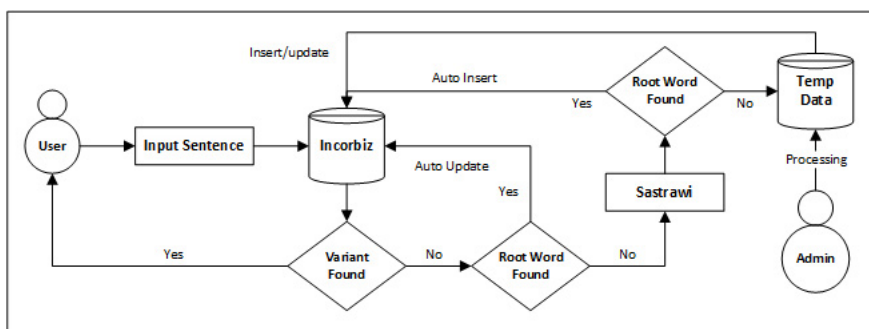 Insert/update
Auto Insert
Root Word
Found
Yes
No
Temp
Data
User
Input Sentence
Incorbiz
Auto Update
Yes
Processing
Sastrawi
Yes
Variant
Found
No
Root Word
Found
No
Admin